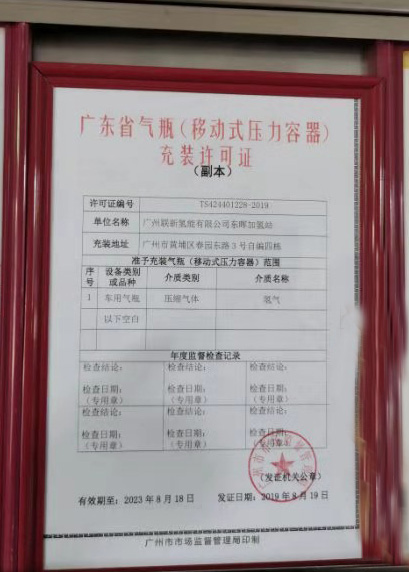 广东省气瓶(移动式压力容器)
充装许可证
(副本)
许可证编号 TS424401228-2019
单位名称 广州联新氢能有限公司东晖加氢站
充装地址 广州市黄埔区春园东路3号自编四栋
准予充装气瓶(移动式压力容器)范围
序号 设备类别或品种 介质类别 介质名称
1 车用气瓶 压缩气体 氢气
以下空白
年度监督检查记录
检查结论: 检查结论: 检查结论:
检查日期: 检查日期: 检查日期:
(专用章) (专用章) (专用章)
检查结论: 检查结论: 检查结论:
检查日期: 检查日期: 检查日期:
(专用章) (专用章) (专用章)
(发证机关公章)
有效期至: 2023年8月18日 发证日期: 2019年8月19日
广州市市场监督管理局印制